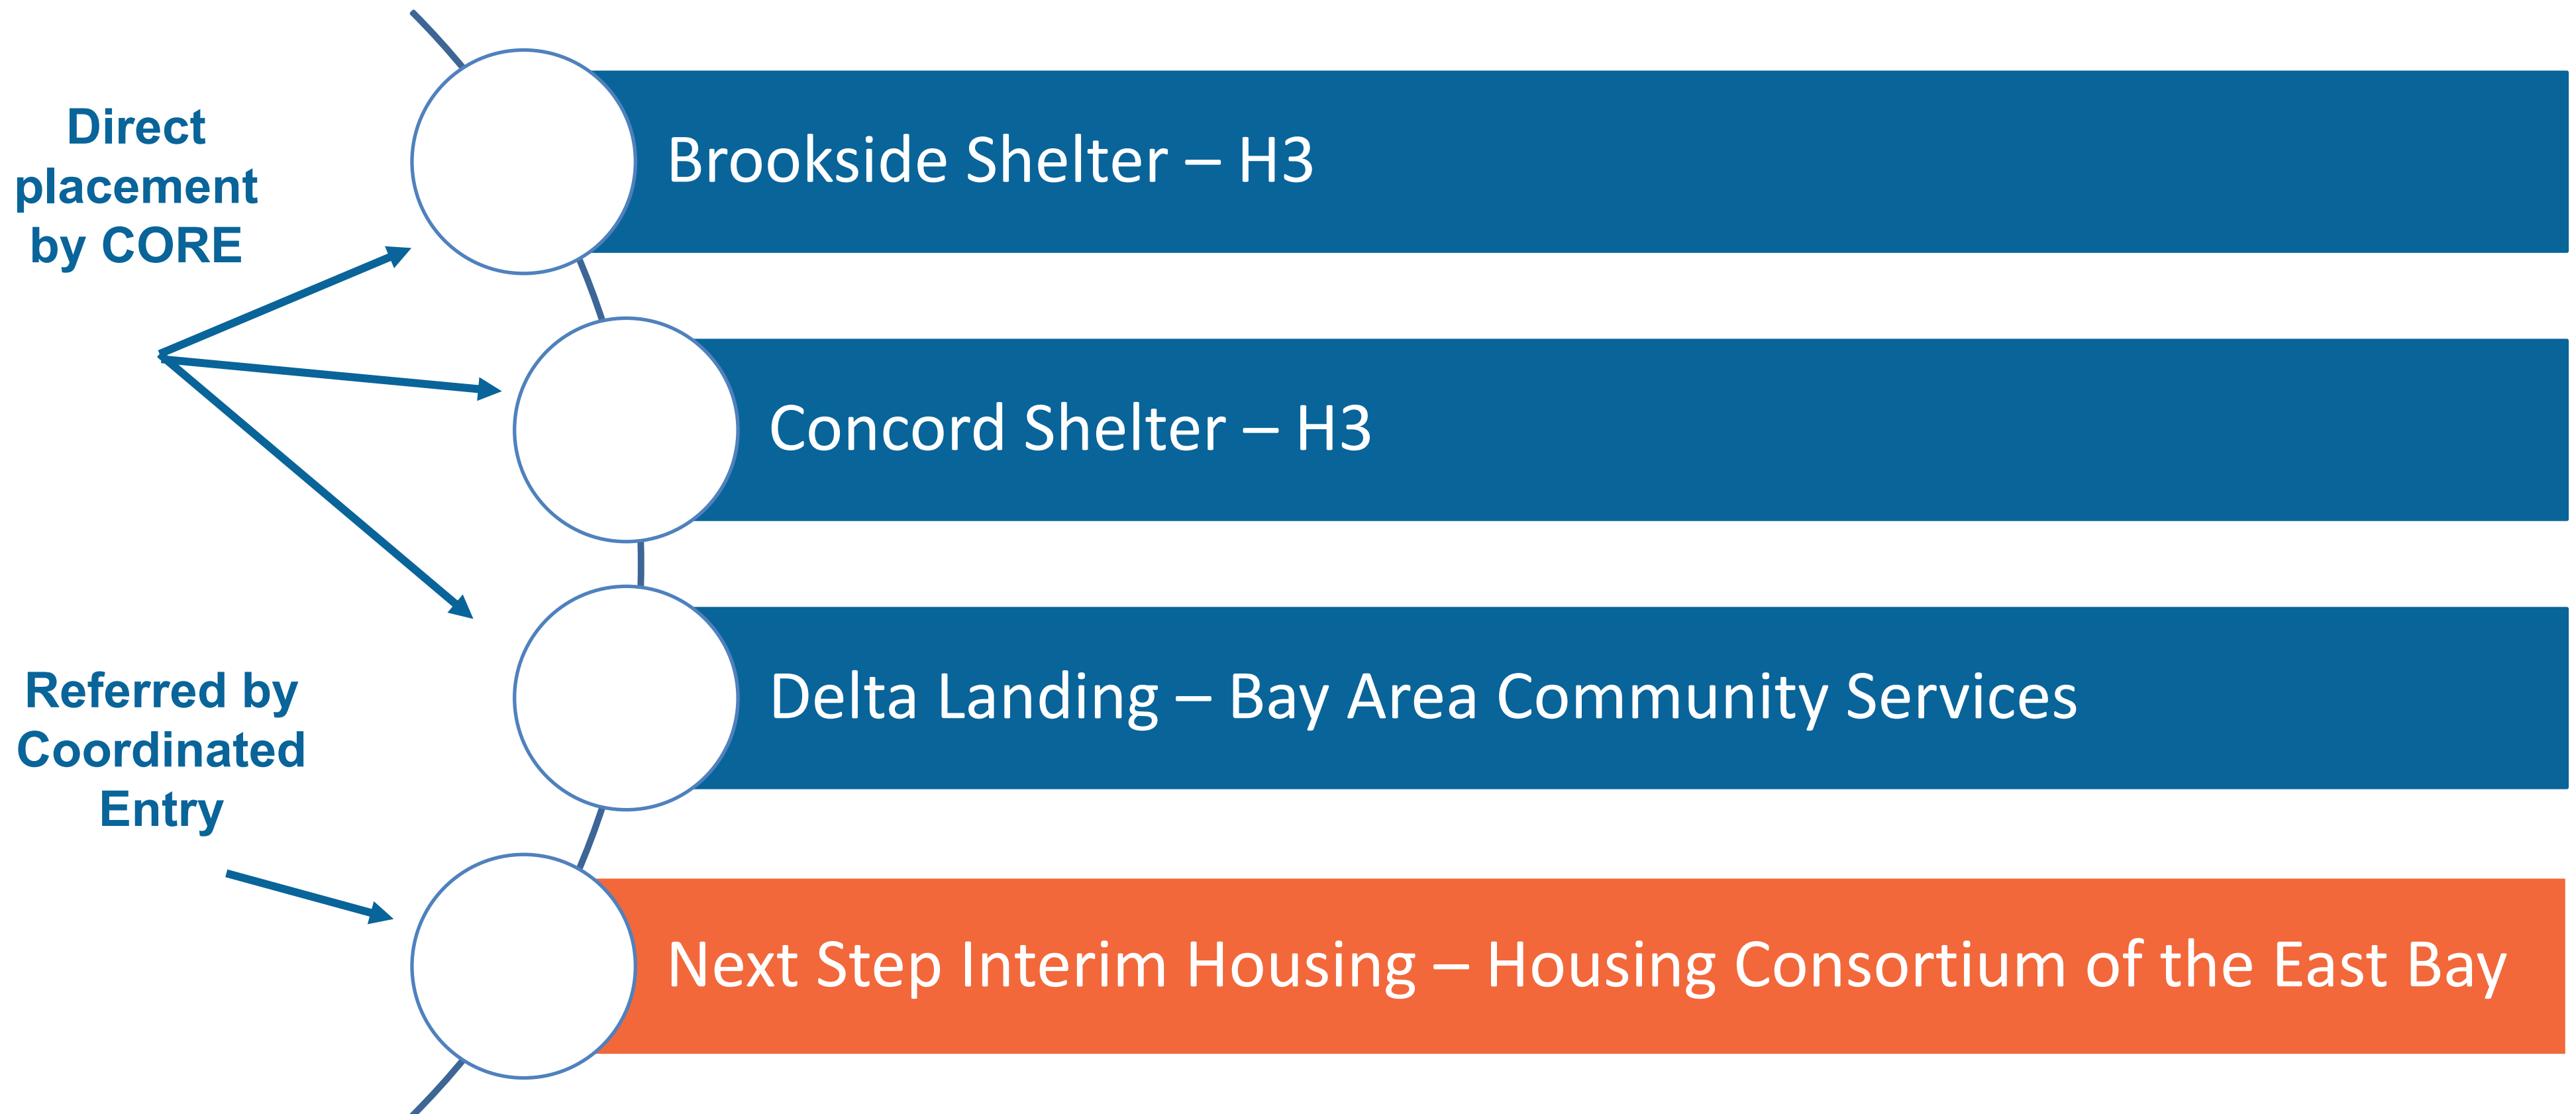 Direct
placement
by CORE
Brookside Shelter – H3
Concord Shelter – H3
Delta Landing – Bay Area Community Services
Referred by
Coordinated
Entry
Next Step Interim Housing – Housing Consortium of the East Bay